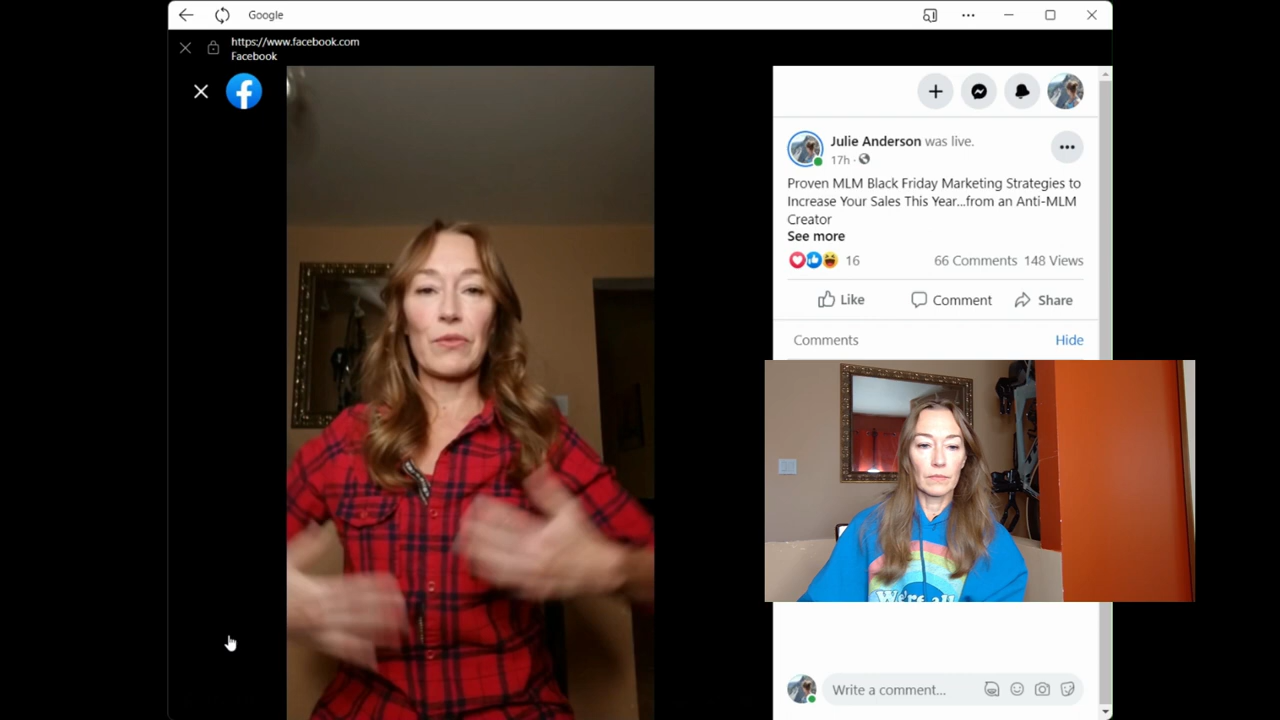 Google
https://www.facebook.com
Facebook
Julie Anderson was live.
17h
Proven MLM Black Friday Marketing Strategies to
Increase Your Sales This Year...from an Anti-MLM
Creator
See more
16
66 Comments 148 Views
Like Comment Share
Comments Hide
We're all
Write a comment...